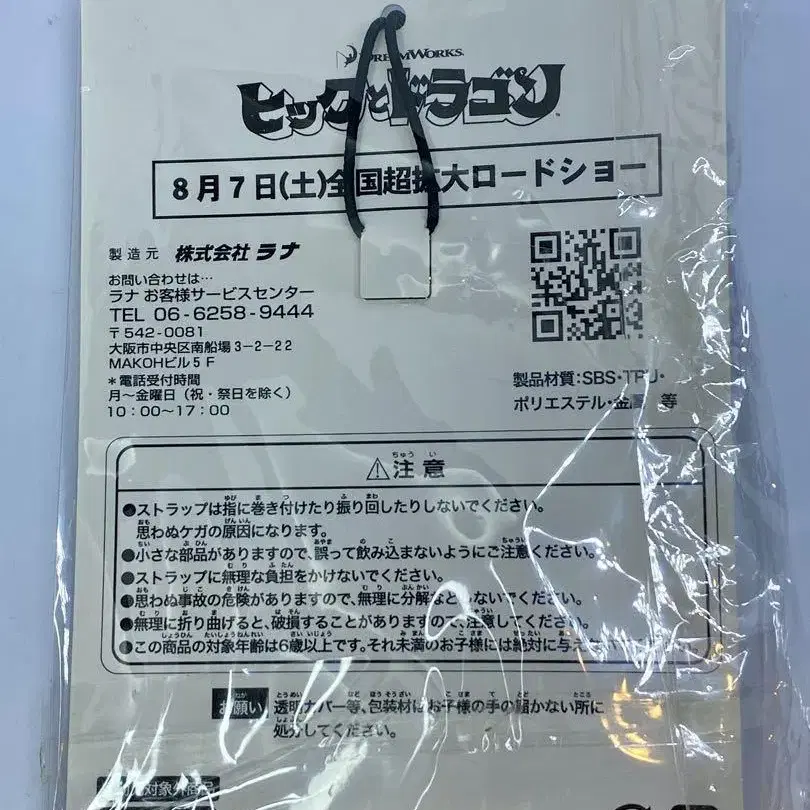 DREAMWORKS
ヒックとドラゴン
8月7日(土)全国超拡大ロードショー
製造元 株式会社 ラナ
お問い合わせは…
ラナ お客様サービスセンター
TEL 06-6258-9444
〒542-0081
大阪市中央区南船場3-2-22
MAKOHビル5F
*電話受付時間
月~金曜日(祝・祭日を除く)
10:00~17:00
製品材質:SBS・TPU・
ポリエステル・金属 等
⚠注意
●ストラップは指に巻き付けたり振り回したりしないでください。
思わぬケガの原因になります。
●小さな部品がありますので、誤って飲み込まないようにご注意ください。
●ストラップに無理な負担をかけないでください。
●思わぬ事故の危険がありますので、無理に分解などしないでください。
●無理に折り曲げると、破損することがありますので、注意してください。
●この商品の対象年齢は6歳以上です。それ未満のお子様には絶対に与えないでください。
お願い 透明カバー等、包装材はお子様の手の届かない所に
処分してください。
対象外商品